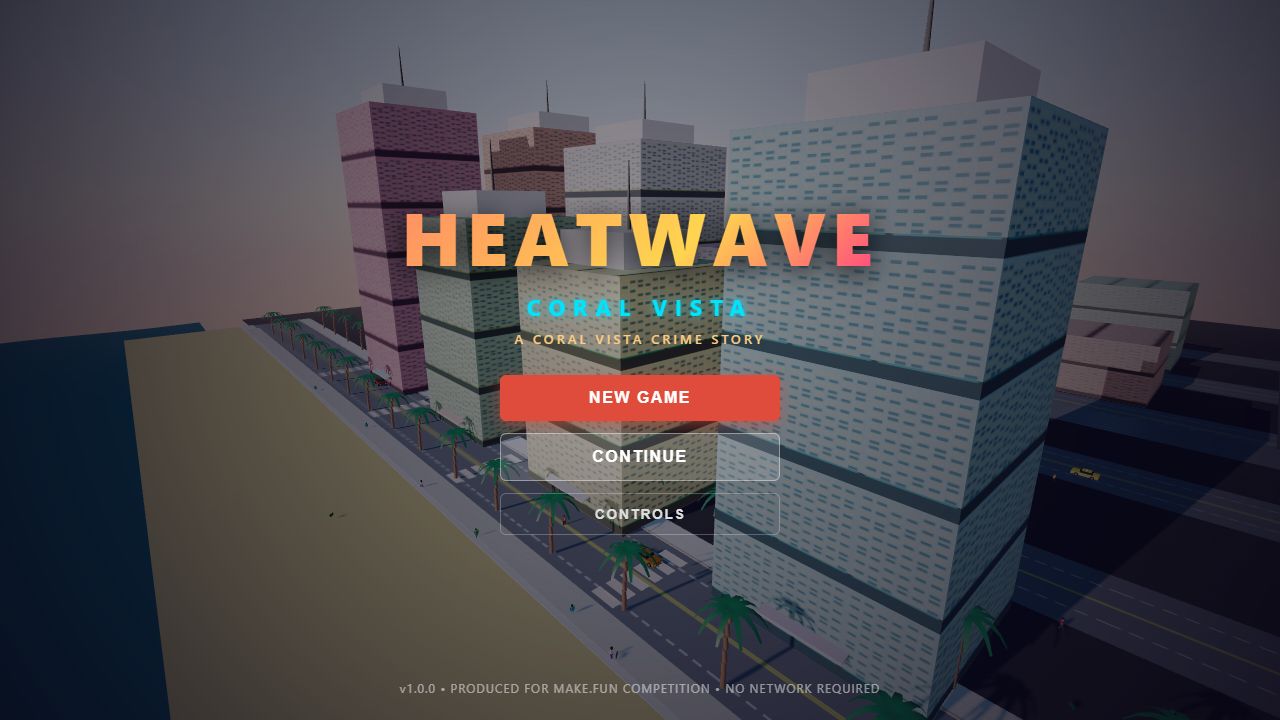 HEATWAVE
CORAL VISTA
A CORAL VISTA CRIME STORY
NEW GAME
CONTINUE
CONTROLS
v1.0.0 • PRODUCED FOR MAKE.FUN COMPETITION • NO NETWORK REQUIRED